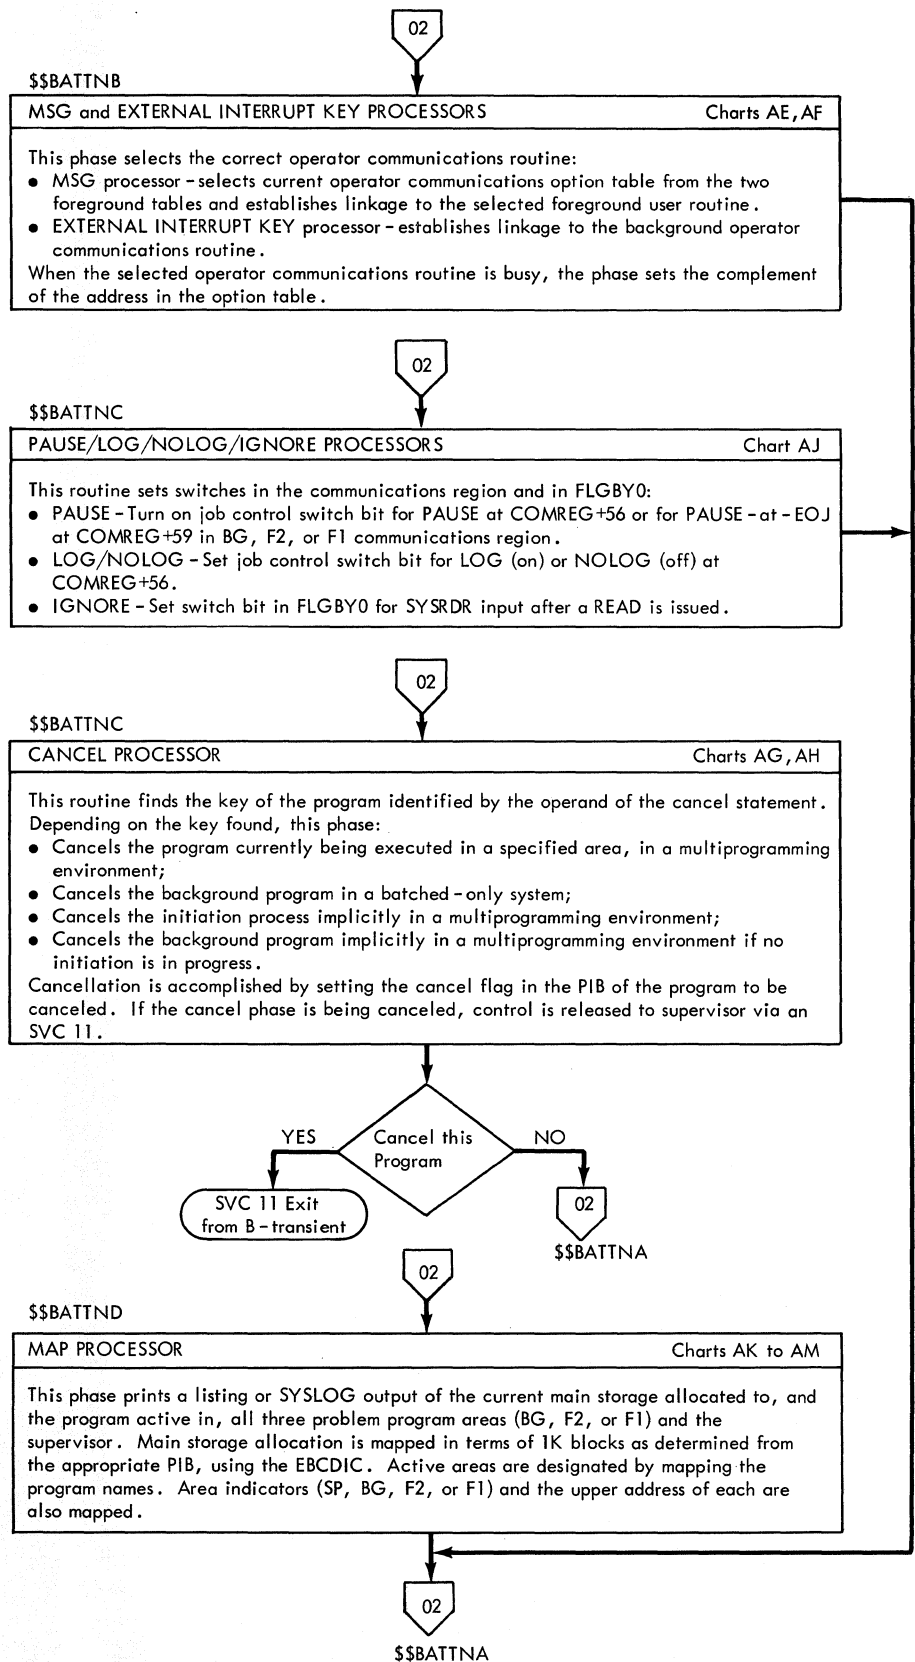 02
$$BATTNB
MSG and EXTERNAL INTERRUPT KEY PROCESSORS Charts AE, AF
This phase selects the correct operator communications routine:
● MSG processor - selects current operator communications option table from the two
foreground tables and establishes linkage to the selected foreground user routine.
● EXTERNAL INTERRUPT KEY processor - establishes linkage to the background operator
communications routine.
When the selected operator communications routine is busy, the phase sets the complement
of the address in the option table.
02
$$BATTNC
PAUSE/LOG/NOLOG/IGNORE PROCESSORS Chart AJ
This routine sets switches in the communications region and in FLGBY0:
● PAUSE - Turn on job control switch bit for PAUSE at COMREG+56 or for PAUSE-at-EOJ
at COMREG+59 in BG, F2, or F1 communications region.
● LOG/NOLOG - Set job control switch bit for LOG (on) or NOLOG (off) at
COMREG+56.
● IGNORE - Set switch bit in FLGBY0 for SYSRDR input after a READ is issued.
02
$$BATTNC
CANCEL PROCESSOR Charts AG, AH
This routine finds the key of the program identified by the operand of the cancel statement.
Depending on the key found, this phase:
● Cancels the program currently being executed in a specified area, in a multiprogramming
environment;
● Cancels the background program in a batched-only system;
● Cancels the initiation process implicitly in a multiprogramming environment;
● Cancels the background program implicitly in a multiprogramming environment if no
initiation is in progress.
Cancellation is accomplished by setting the cancel flag in the PIB of the program to be
canceled. If the cancel phase is being canceled, control is released to supervisor via an
SVC 11.
YES
Cancel this
Program
NO
SVC 11 Exit
from B-transient
02
$$BATTNA
02
$$BATTND
MAP PROCESSOR Charts AK to AM
This phase prints a listing or SYSLOG output of the current main storage allocated to, and
the program active in, all three problem program areas (BG, F2, or F1) and the
supervisor. Main storage allocation is mapped in terms of 1K blocks as determined from
the appropriate PIB, using the EBCDIC. Active areas are designated by mapping the
program names. Area indicators (SP, BG, F2, or F1) and the upper address of each are
also mapped.
02
$$BATTNA